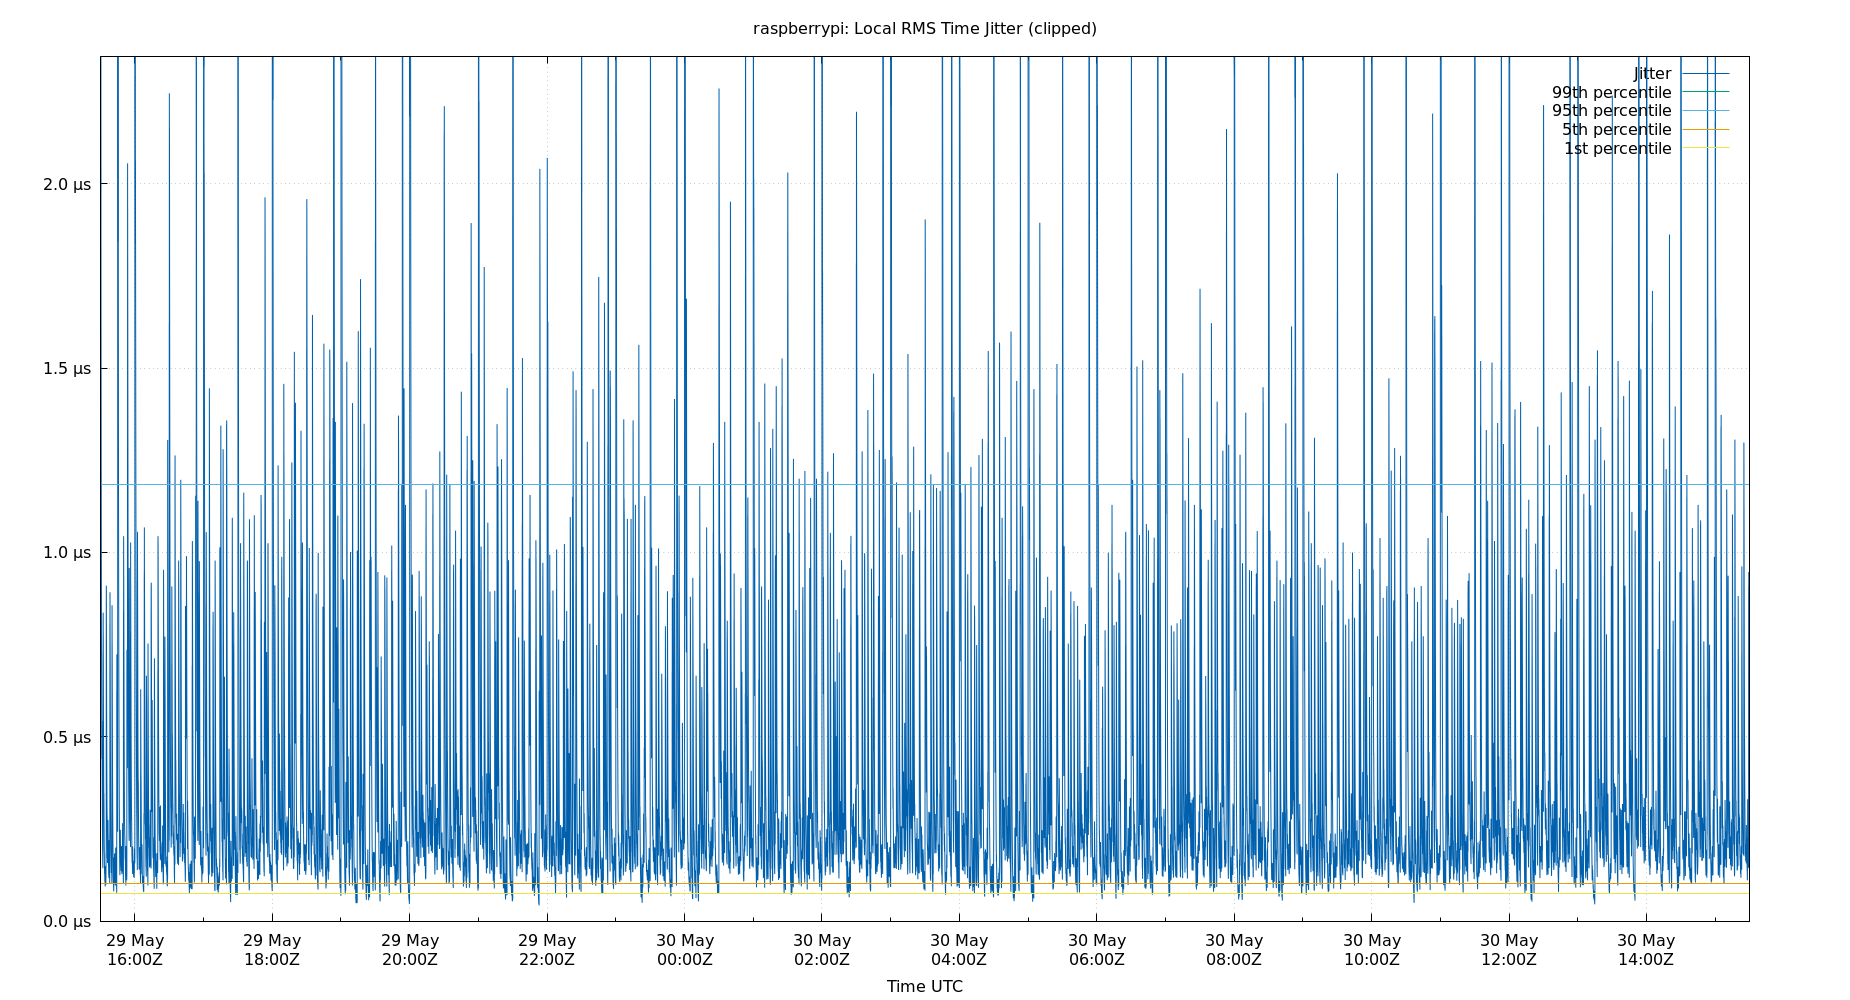 raspberrypi: Local RMS Time Jitter (clipped)
Jitter
99th percentile
95th percentile
5th percentile
1st percentile
2.0 µs
1.5 µs
1.0 µs
0.5 µs
0.0 µs
29 May 29 May 29 May 29 May 30 May 30 May 30 May 30 May 30 May 30 May 30 May 30 May
16:00Z 18:00Z 20:00Z 22:00Z 00:00Z 02:00Z 04:00Z 06:00Z 08:00Z 10:00Z 12:00Z 14:00Z
Time UTC